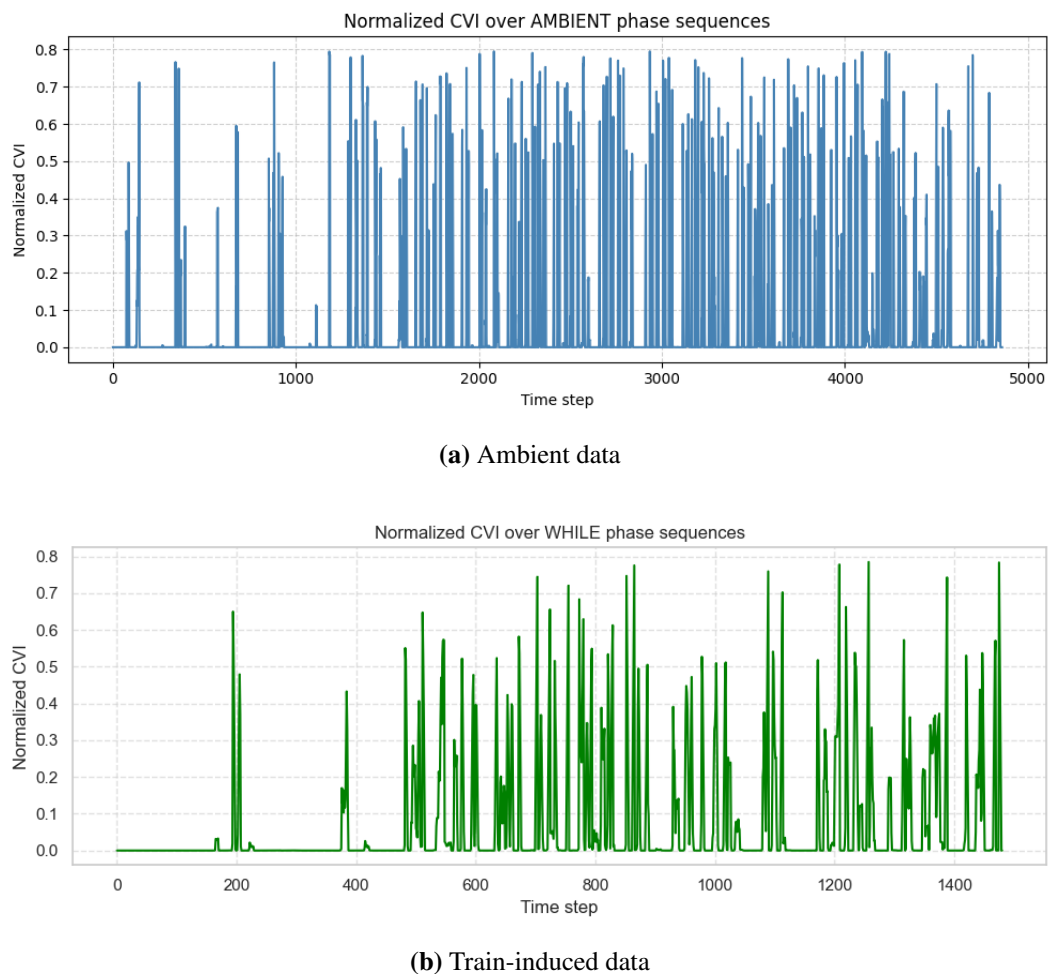 Normalized CVI over AMBIENT phase sequences
0.8
0.7
0.6
0.5
0.4
0.3
0.2
0.1
0.0
Normalized CVI
0 1000 2000 3000 4000 5000
Time step
(a) Ambient data
Normalized CVI over WHILE phase sequences
0.8
0.7
0.6
0.5
0.4
0.3
0.2
0.1
0.0
Normalized CVI
0 200 400 600 800 1000 1200 1400
Time step
(b) Train-induced data